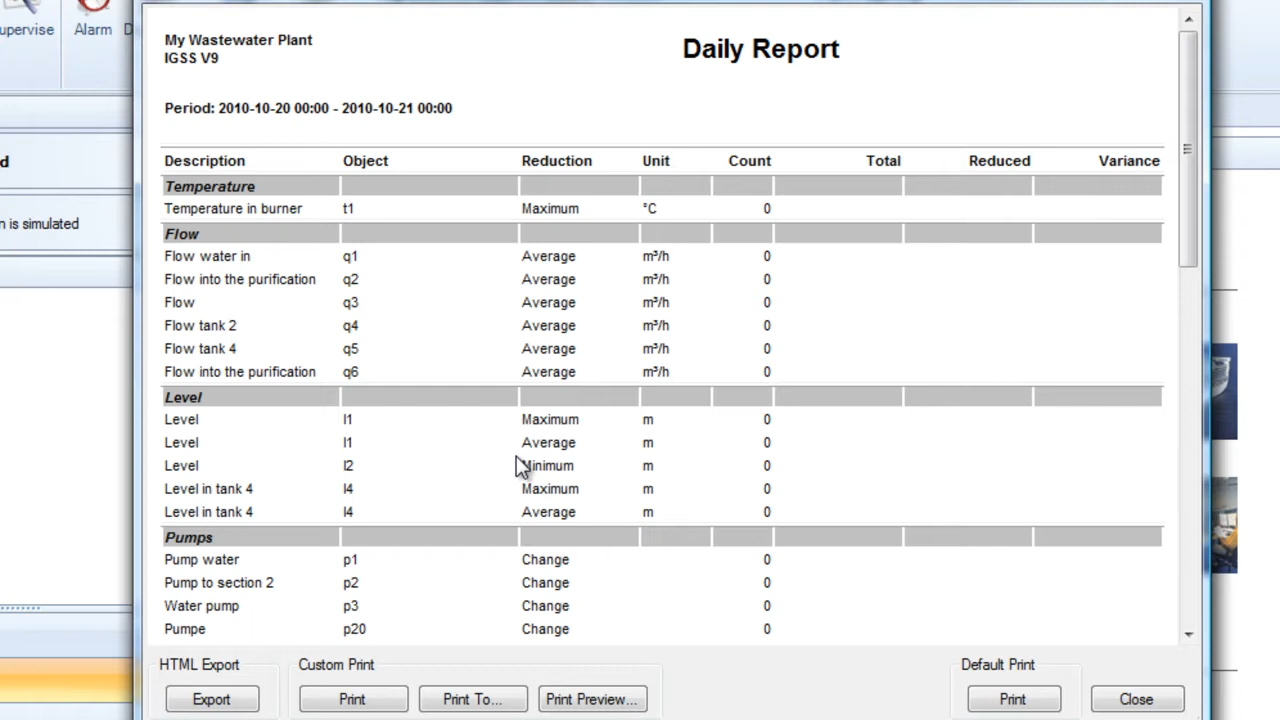 upervise
Alarm
D
d
n is simulated
My Wastewater Plant
IGSS V9
Daily Report
Period: 2010-10-20 00:00 - 2010-10-21 00:00
Description Object Reduction Unit Count Total Reduced Variance
Temperature
Temperature in burner t1 Maximum °C 0
Flow
Flow water in q1 Average m³/h 0
Flow into the purification q2 Average m³/h 0
Flow q3 Average m³/h 0
Flow tank 2 q4 Average m³/h 0
Flow tank 4 q5 Average m³/h 0
Flow into the purification q6 Average m³/h 0
Level
Level l1 Maximum m 0
Level l1 Average m 0
Level l2 Minimum m 0
Level in tank 4 l4 Maximum m 0
Level in tank 4 l4 Average m 0
Pumps
Pump water p1 Change 0
Pump to section 2 p2 Change 0
Water pump p3 Change 0
Pumpe p20 Change 0
HTML Export Custom Print Default Print
Export Print Print To... Print Preview... Print Close